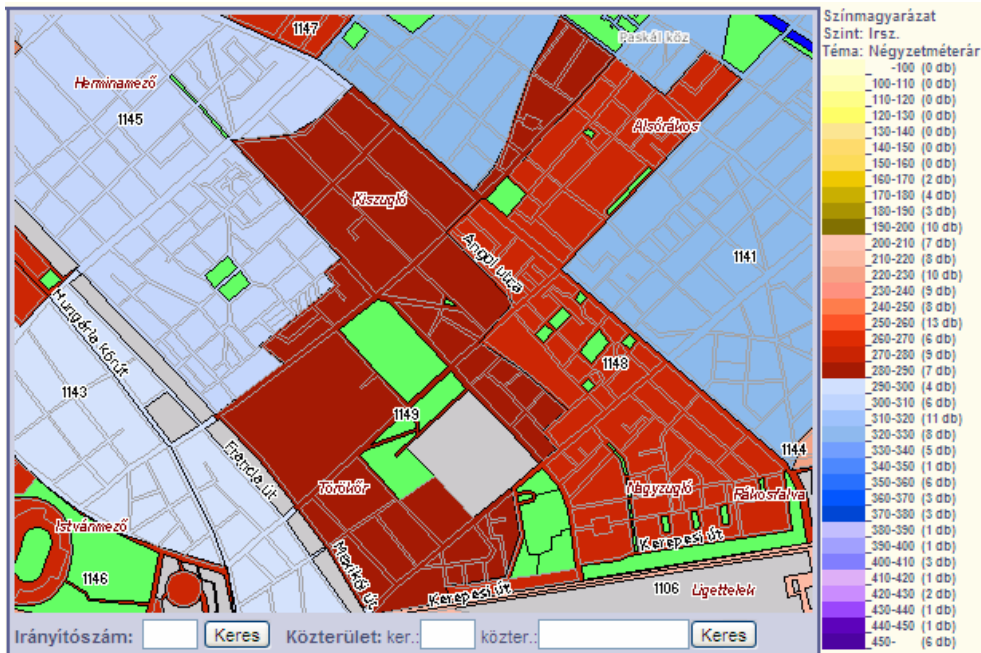 Színmagyarázat
Szint: Irsz.
Téma: Négyzetméterár
-100 (0 db)
100-110 (0 db)
110-120 (0 db)
120-130 (0 db)
130-140 (0 db)
140-150 (0 db)
150-160 (0 db)
160-170 (2 db)
170-180 (4 db)
180-190 (3 db)
190-200 (10 db)
200-210 (7 db)
210-220 (8 db)
220-230 (10 db)
230-240 (9 db)
240-250 (8 db)
250-260 (13 db)
260-270 (6 db)
270-280 (9 db)
280-290 (7 db)
290-300 (4 db)
300-310 (6 db)
310-320 (11 db)
320-330 (8 db)
330-340 (5 db)
340-350 (1 db)
350-360 (6 db)
360-370 (3 db)
370-380 (3 db)
380-390 (1 db)
390-400 (1 db)
400-410 (3 db)
410-420 (1 db)
420-430 (2 db)
430-440 (1 db)
440-450 (1 db)
450- (6 db)
1147
Paskál köz
Herminamező
1145
Alsórákos
Kiszugló
Angol utca
1141
Hungária körút
1143
1148
1149
1144
Francia út
Törökőr
Nagyzugló
Rákosfalva
Istvánmező
Mexikói út
Kerepesi út
1146
Kerepesi út
1106
Ligettelek
Irányítószám: Keres Közterület: ker.: közter.: Keres